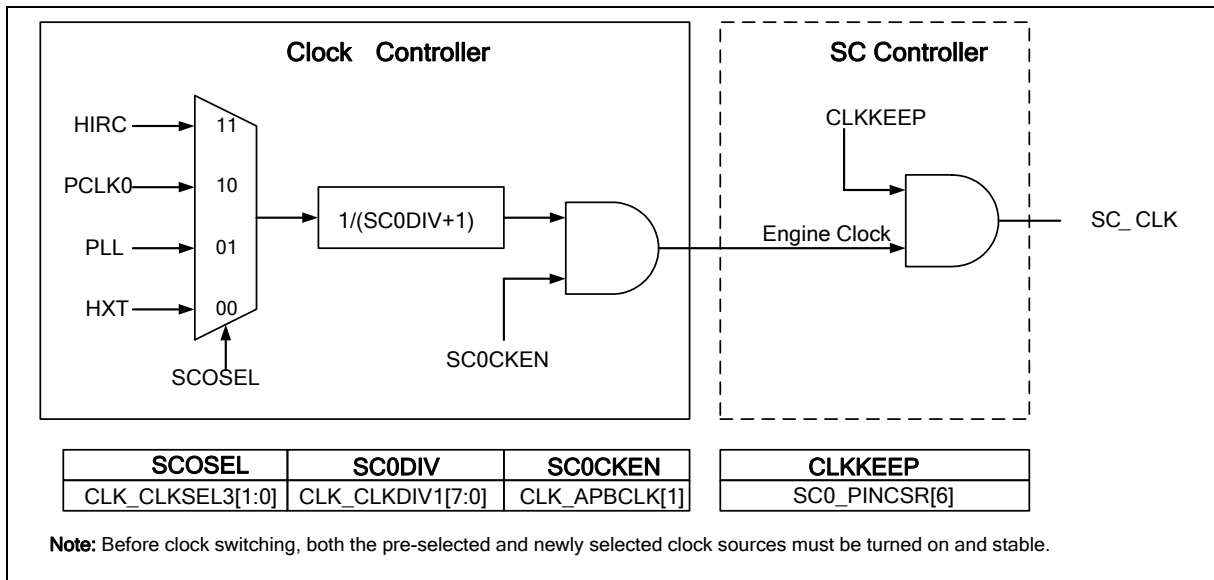 Clock Controller
SC Controller
HIRC
11
CLKKEEP
PCLK0
10
1/(SC0DIV+1)
PLL
01
Engine Clock
SC_ CLK
HXT
00
SC0CKEN
SCOSEL
SCOSEL SC0DIV SC0CKEN CLKKEEP
CLK_CLKSEL3[1:0] CLK_CLKDIV1[7:0] CLK_APBCLK[1] SC0_PINCSR[6]
Note: Before clock switching, both the pre-selected and newly selected clock sources must be turned on and stable.